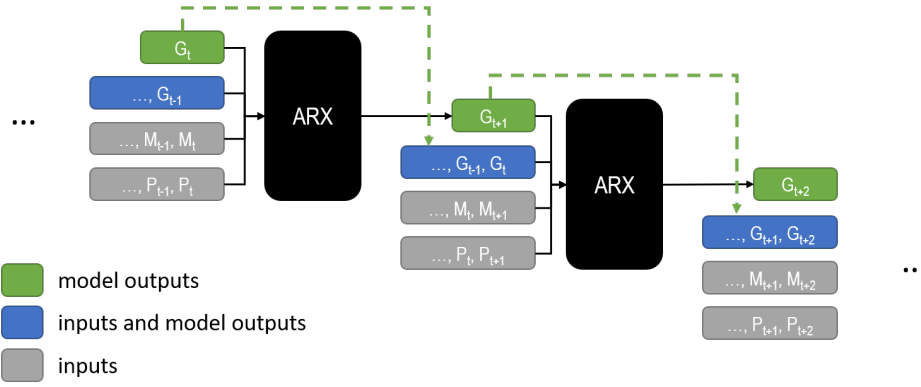 G_t
..., G_t-1
..., M_t-1, M_t
..., P_t-1, P_t
...
ARX
G_t+1
..., G_t-1, G_t
..., M_t, M_t+1
..., P_t, P_t+1
ARX
G_t+2
..., G_t+1, G_t+2
..., M_t+1, M_t+2
..., P_t+1, P_t+2
..
model outputs
inputs and model outputs
inputs